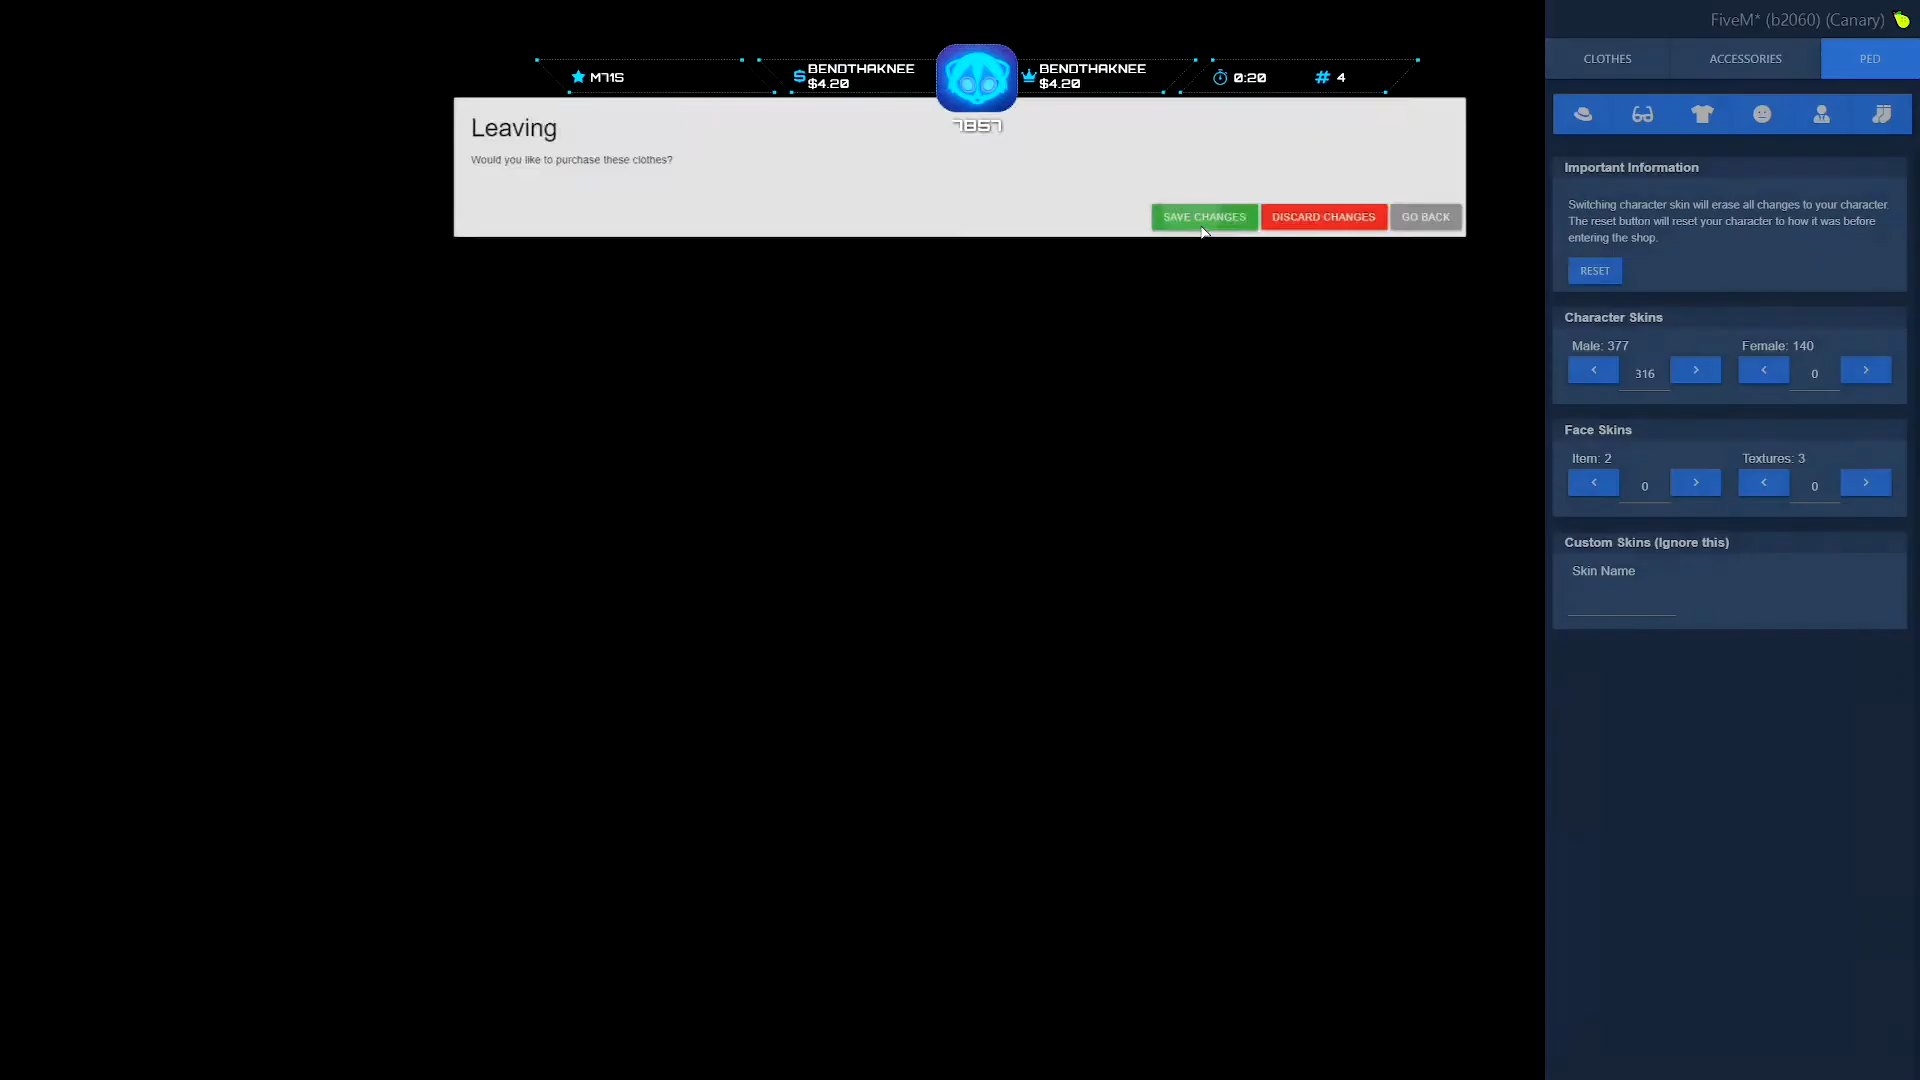 FiveM* (b2060) (Canary)
CLOTHES
ACCESSORIES
PED
M71S
BENDTHAKNEE
$4.20
BENDTHAKNEE
$4.20
0:20
# 4
7857
Leaving
Would you like to purchase these clothes?
SAVE CHANGES
DISCARD CHANGES
GO BACK
Important Information
Switching character skin will erase all changes to your character.
The reset button will reset your character to how it was before
entering the shop.
RESET
Character Skins
Male: 377
Female: 140
< 316 >
< 0 >
Face Skins
Item: 2
Textures: 3
< 0 >
< 0 >
Custom Skins (Ignore this)
Skin Name